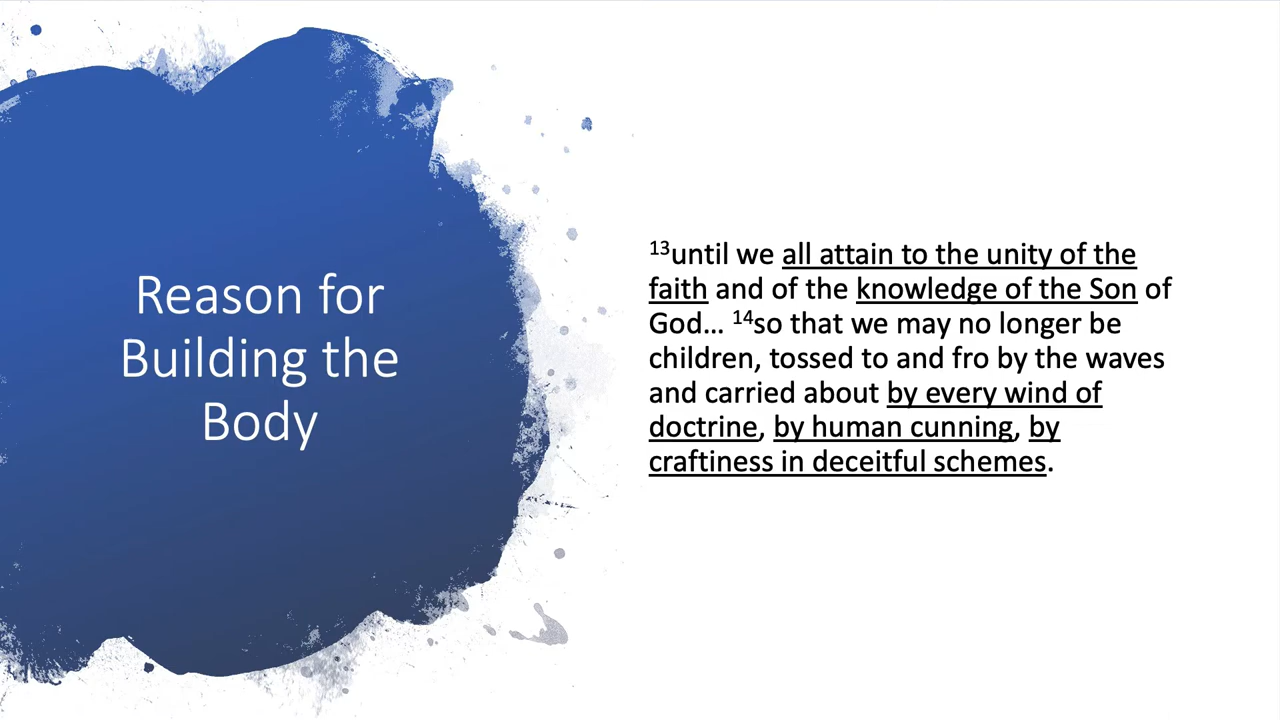 Reason for
Building the
Body
¹³until we all attain to the unity of the
faith and of the knowledge of the Son of
God… ¹⁴so that we may no longer be
children, tossed to and fro by the waves
and carried about by every wind of
doctrine, by human cunning, by
craftiness in deceitful schemes.